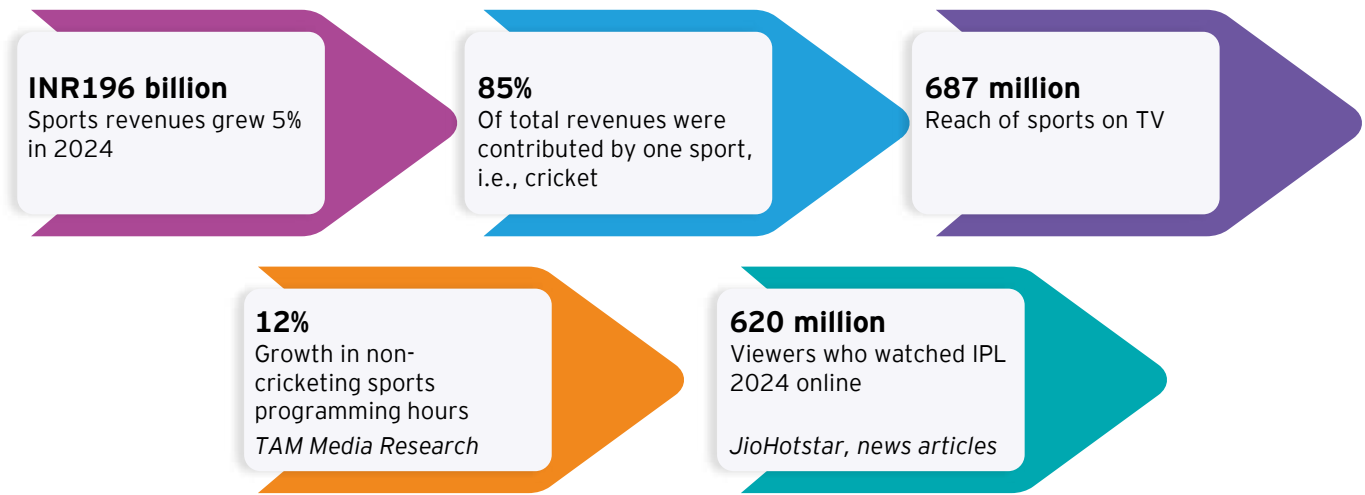 INR196 billion
Sports revenues grew 5%
in 2024
85%
Of total revenues were
contributed by one sport,
i.e., cricket
687 million
Reach of sports on TV
12%
Growth in non-
cricketing sports
programming hours
TAM Media Research
620 million
Viewers who watched IPL
2024 online
JioHotstar, news articles